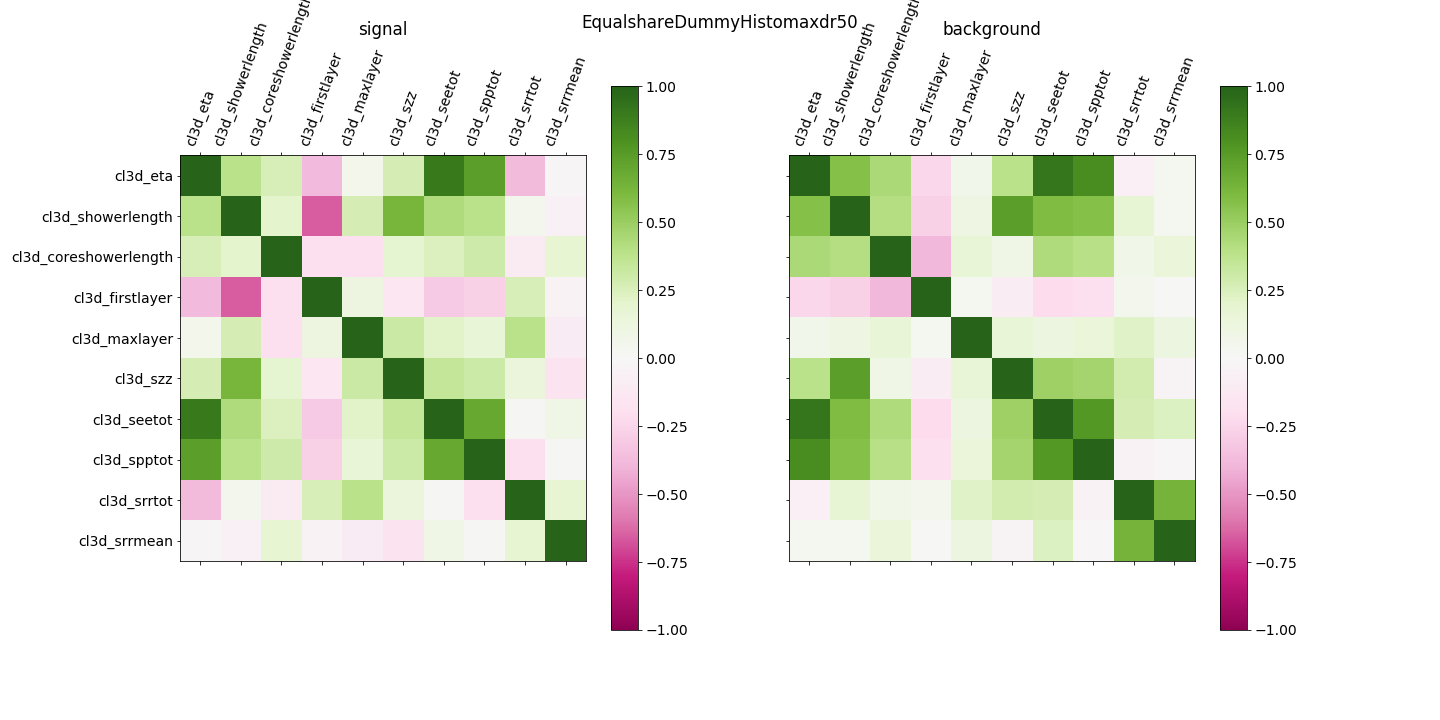 EqualshareDummyHistomaxdr50
signal
background
cl3d_eta
cl3d_showerlength
cl3d_coreshowerlength
cl3d_firstlayer
cl3d_maxlayer
cl3d_szz
cl3d_seetot
cl3d_spptot
cl3d_srrtot
cl3d_srrmean
cl3d_eta
cl3d_showerlength
cl3d_coreshowerlength
cl3d_firstlayer
cl3d_maxlayer
cl3d_szz
cl3d_seetot
cl3d_spptot
cl3d_srrtot
cl3d_srrmean
cl3d_eta
cl3d_showerlength
cl3d_coreshowerlength
cl3d_firstlayer
cl3d_maxlayer
cl3d_szz
cl3d_seetot
cl3d_spptot
cl3d_srrtot
cl3d_srrmean
1.00
0.75
0.50
0.25
0.00
−0.25
−0.50
−0.75
−1.00
1.00
0.75
0.50
0.25
0.00
−0.25
−0.50
−0.75
−1.00